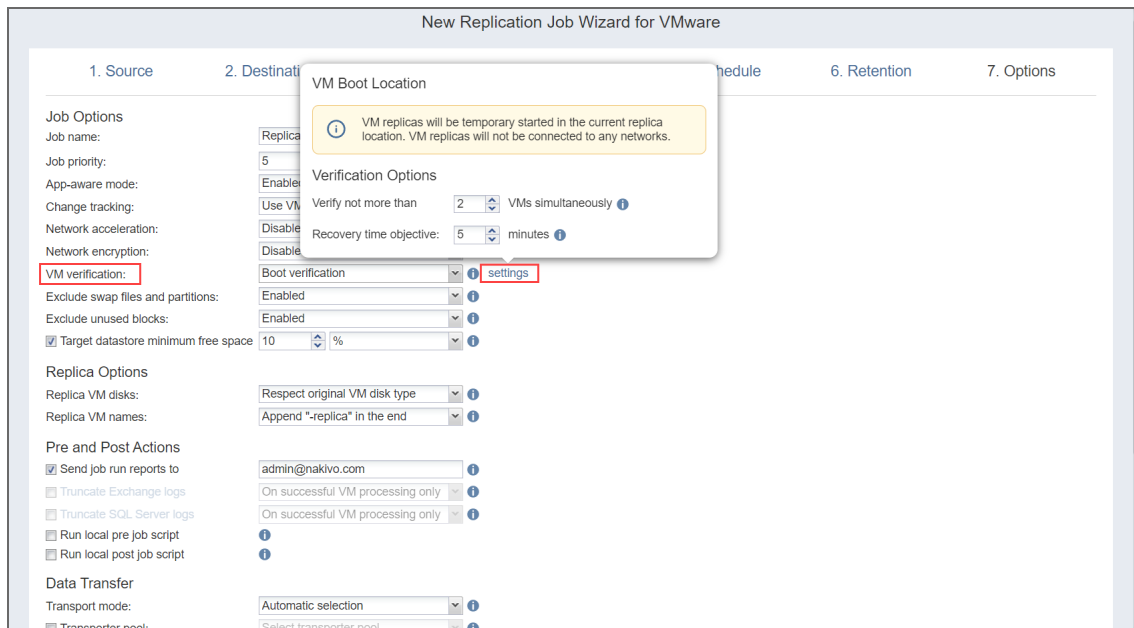 New Replication Job Wizard for VMware
1. Source
2. Destinati
hedule
6. Retention
7. Options
VM Boot Location
VM replicas will be temporary started in the current replica
location. VM replicas will not be connected to any networks.
Verification Options
Verify not more than 2 VMs simultaneously
Recovery time objective: 5 minutes
Job Options
Job name: Replica
Job priority: 5
App-aware mode: Enabled
Change tracking: Use VM
Network acceleration: Disable
Network encryption: Disable
VM verification: Boot verification settings
Exclude swap files and partitions: Enabled
Exclude unused blocks: Enabled
Target datastore minimum free space 10 %
Replica Options
Replica VM disks: Respect original VM disk type
Replica VM names: Append "-replica" in the end
Pre and Post Actions
Send job run reports to admin@nakivo.com
Truncate Exchange logs On successful VM processing only
Truncate SQL Server logs On successful VM processing only
Run local pre job script
Run local post job script
Data Transfer
Transport mode: Automatic selection
Transporter pool: Select transporter pool